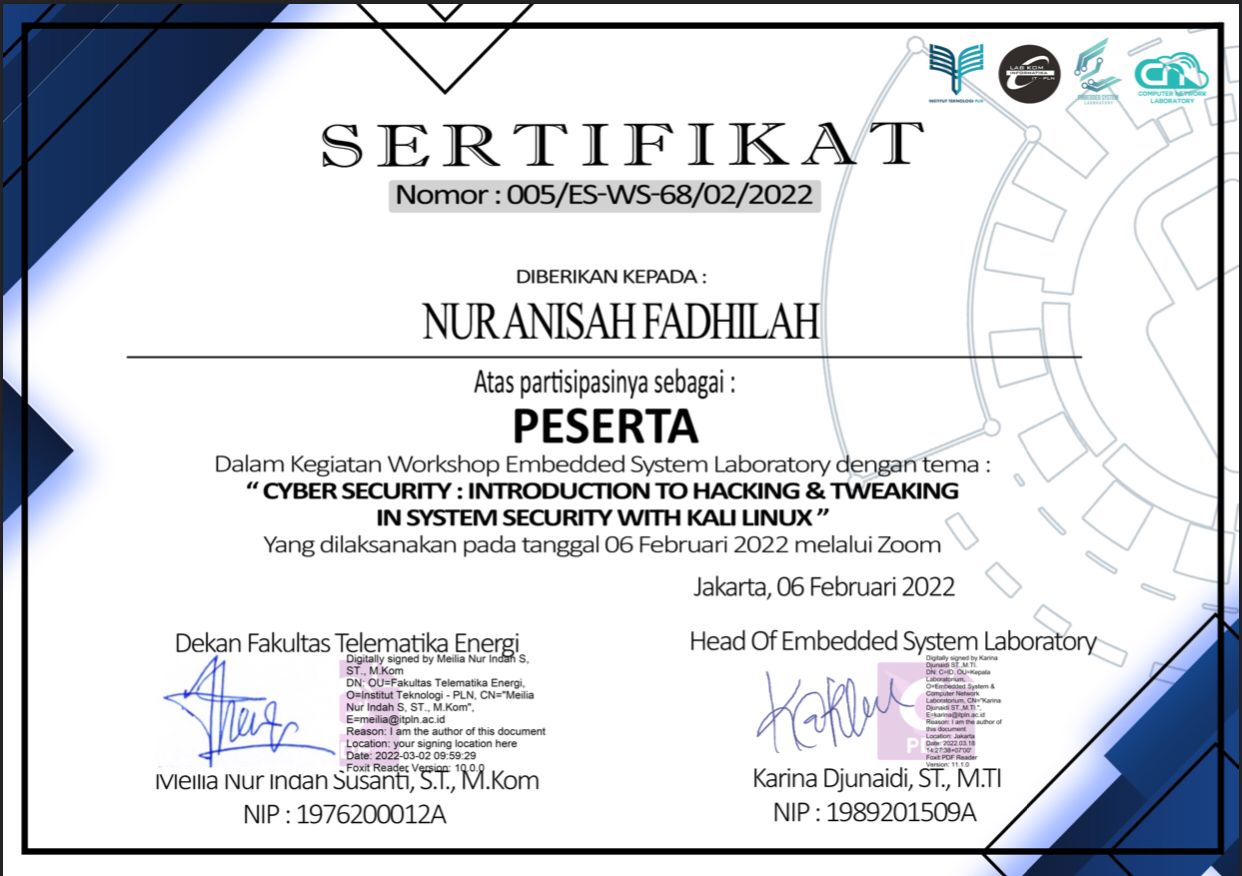 INSTITUT TEKNOLOGI PLN
LAB KOM.
INFORMATIKA
IT - PLN
EMBEDDED SYSTEM
LABORATORY
COMPUTER NETWORK
LABORATORY
SERTIFIKAT
Nomor : 005/ES-WS-68/02/2022
DIBERIKAN KEPADA :
NUR ANISAH FADHILAH
Atas partisipasinya sebagai :
PESERTA
Dalam Kegiatan Workshop Embedded System Laboratory dengan tema :
“ CYBER SECURITY : INTRODUCTION TO HACKING & TWEAKING
IN SYSTEM SECURITY WITH KALI LINUX ”
Yang dilaksanakan pada tanggal 06 Februari 2022 melalui Zoom
Jakarta, 06 Februari 2022
Dekan Fakultas Telematika Energi
Digitally signed by Meilia Nur Indah S,
ST., M.Kom
DN: OU=Fakultas Telematika Energi,
O=Institut Teknologi - PLN, CN="Meilia
Nur Indah S, ST., M.Kom",
E=meilia@itpln.ac.id
Reason: I am the author of this document
Location: your signing location here
Date: 2022-03-02 09:59:29
Foxit Reader Version: 10.0.0
Meilia Nur Indah Susanti, S.T., M.Kom
NIP : 1976200012A
Head Of Embedded System Laboratory
Digitally signed by Karina
Djunaidi ST.,M.TI.
DN: C=ID, OU=Kepala
Laboratorium,
O=Embedded System &
Computer Network
Laboratorium, CN="Karina
Djunaidi ST.,M.TI.",
E=karina@itpln.ac.id
Reason: I am the author of
this document
Location: Jakarta
Date: 2022.03.18
14:27:38+07'00'
Foxit PDF Reader
Version: 11.1.0
Karina Djunaidi, ST., M.TI
NIP : 1989201509A